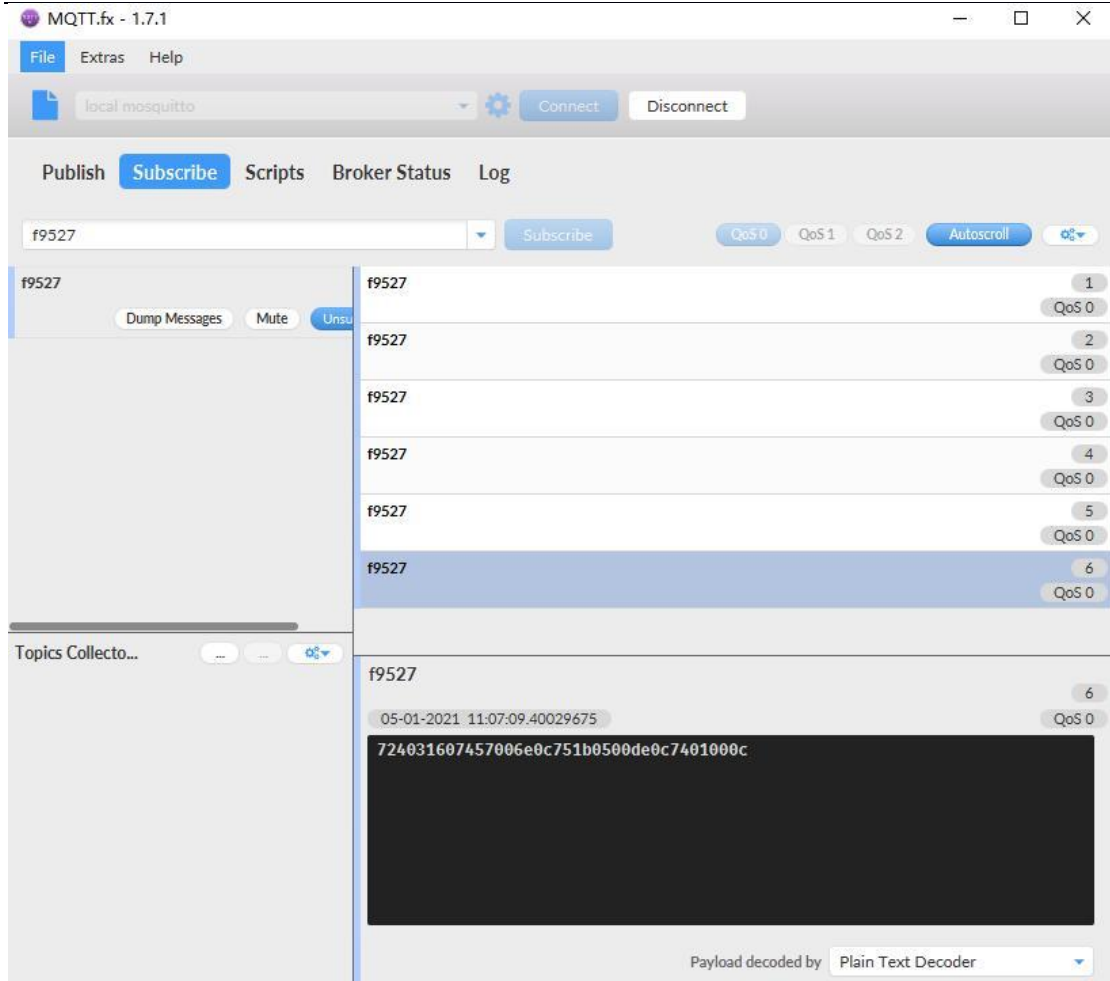 MQTT.fx - 1.7.1
File Extras Help
local mosquitto Connect Disconnect
Publish Subscribe Scripts Broker Status Log
f9527 Subscribe QoS 0 QoS 1 QoS 2 Autoscroll
f9527
Dump Messages Mute Unsu
f9527 1
QoS 0
f9527 2
QoS 0
f9527 3
QoS 0
f9527 4
QoS 0
f9527 5
QoS 0
f9527 6
QoS 0
Topics Collecto... ... ...
f9527
6
05-01-2021 11:07:09.40029675 QoS 0
724031607457006e0c751b0500de0c7401000c
Payload decoded by Plain Text Decoder